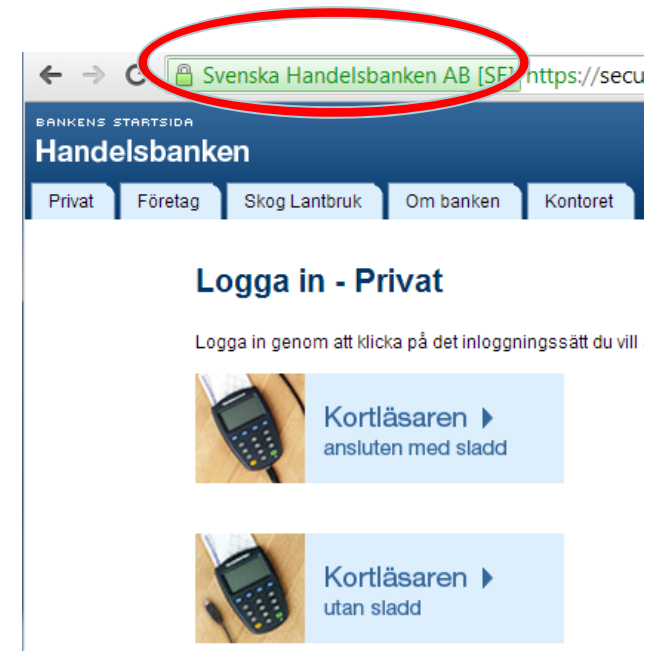 Svenska Handelsbanken AB [SE] https://secu
BANKENS STARTSIDA
Handelsbanken
Privat Företag Skog Lantbruk Om banken Kontoret
Logga in - Privat
Logga in genom att klicka på det inloggningssätt du vill
Kortläsaren
ansluten med sladd
Kortläsaren
utan sladd